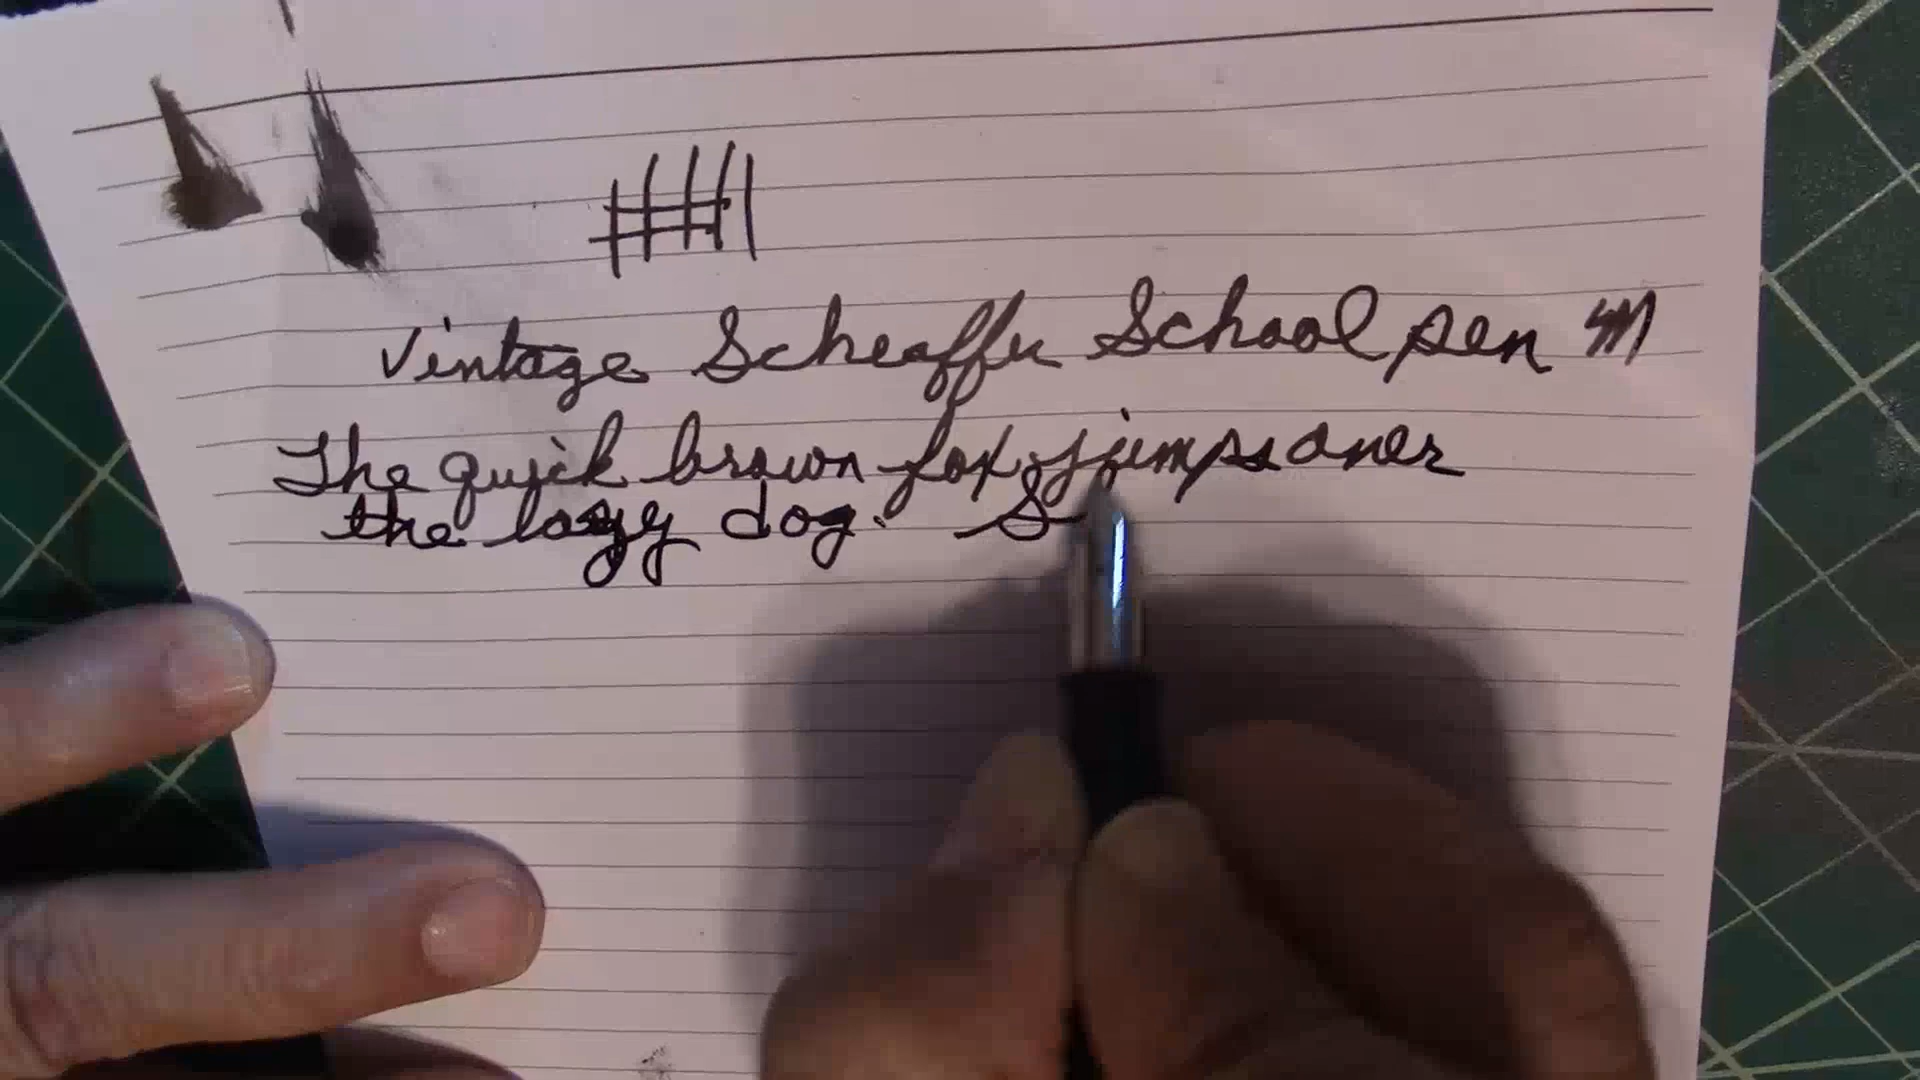 Vintage Scheaffer School pen M
The quick brown fox jumps over
the lazy dog. S